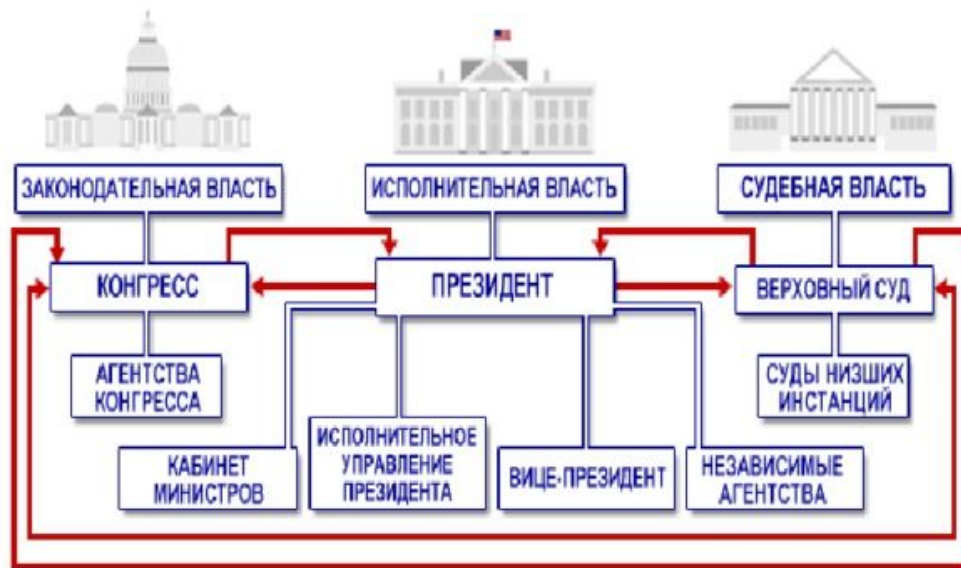 ЗАКОНОДАТЕЛЬНАЯ ВЛАСТЬ
ИСПОЛНИТЕЛЬНАЯ ВЛАСТЬ
СУДЕБНАЯ ВЛАСТЬ
КОНГРЕСС
ПРЕЗИДЕНТ
ВЕРХОВНЫЙ СУД
АГЕНТСТВА
КОНГРЕССА
СУДЫ НИЗШИХ
ИНСТАНЦИЙ
КАБИНЕТ
МИНИСТРОВ
ИСПОЛНИТЕЛЬНОЕ
УПРАВЛЕНИЕ
ПРЕЗИДЕНТА
ВИЦЕ-ПРЕЗИДЕНТ
НЕЗАВИСИМЫЕ
АГЕНТСТВА